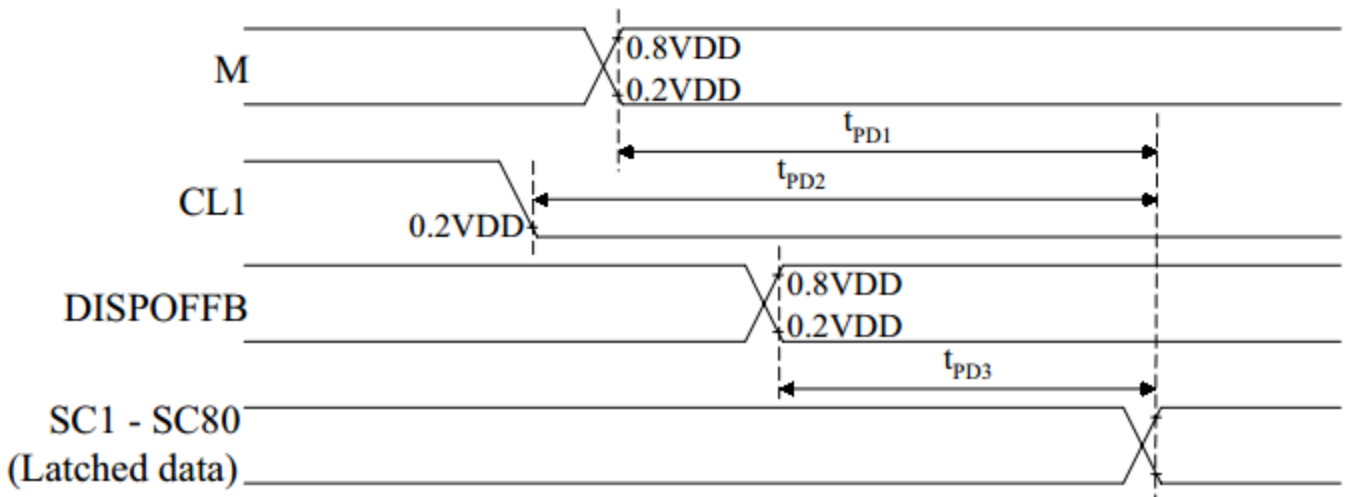 M
0.8VDD
0.2VDD
tPD1
tPD2
CL1
0.2VDD
DISPOFFB
0.8VDD
0.2VDD
tPD3
SC1 - SC80
(Latched data)